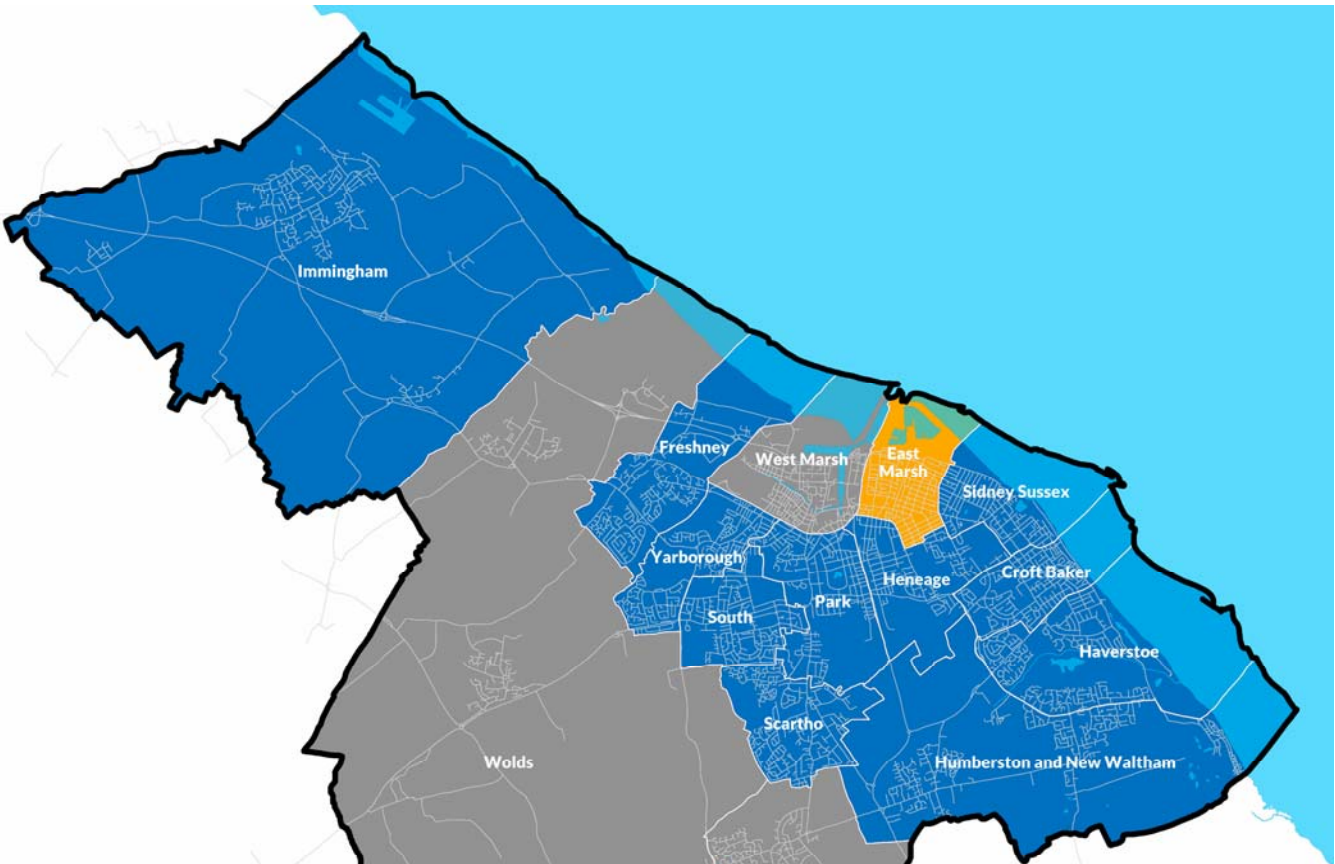 Immingham
Freshney
West Marsh
East
Marsh
Sidney Sussex
Yarborough
Heneage
Croft Baker
South
Park
Haverstoe
Scartho
Wolds
Humberston and New Waltham